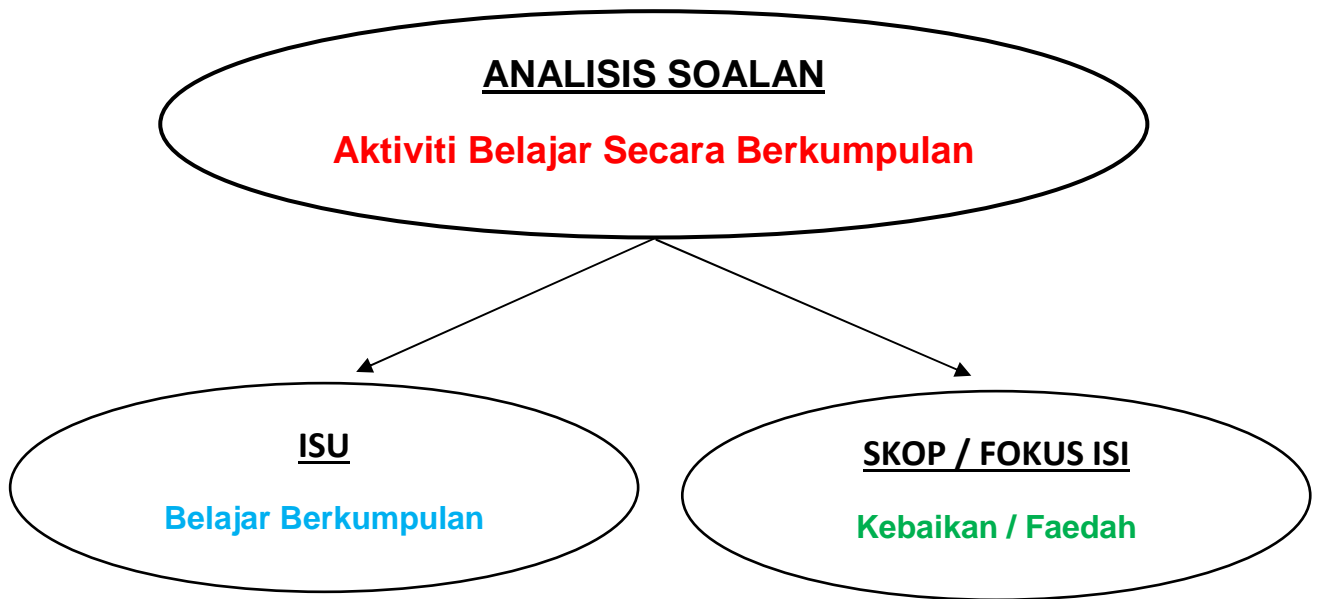 ANALISIS SOALAN
Aktiviti Belajar Secara Berkumpulan
ISU
Belajar Berkumpulan
SKOP / FOKUS ISI
Kebaikan / Faedah